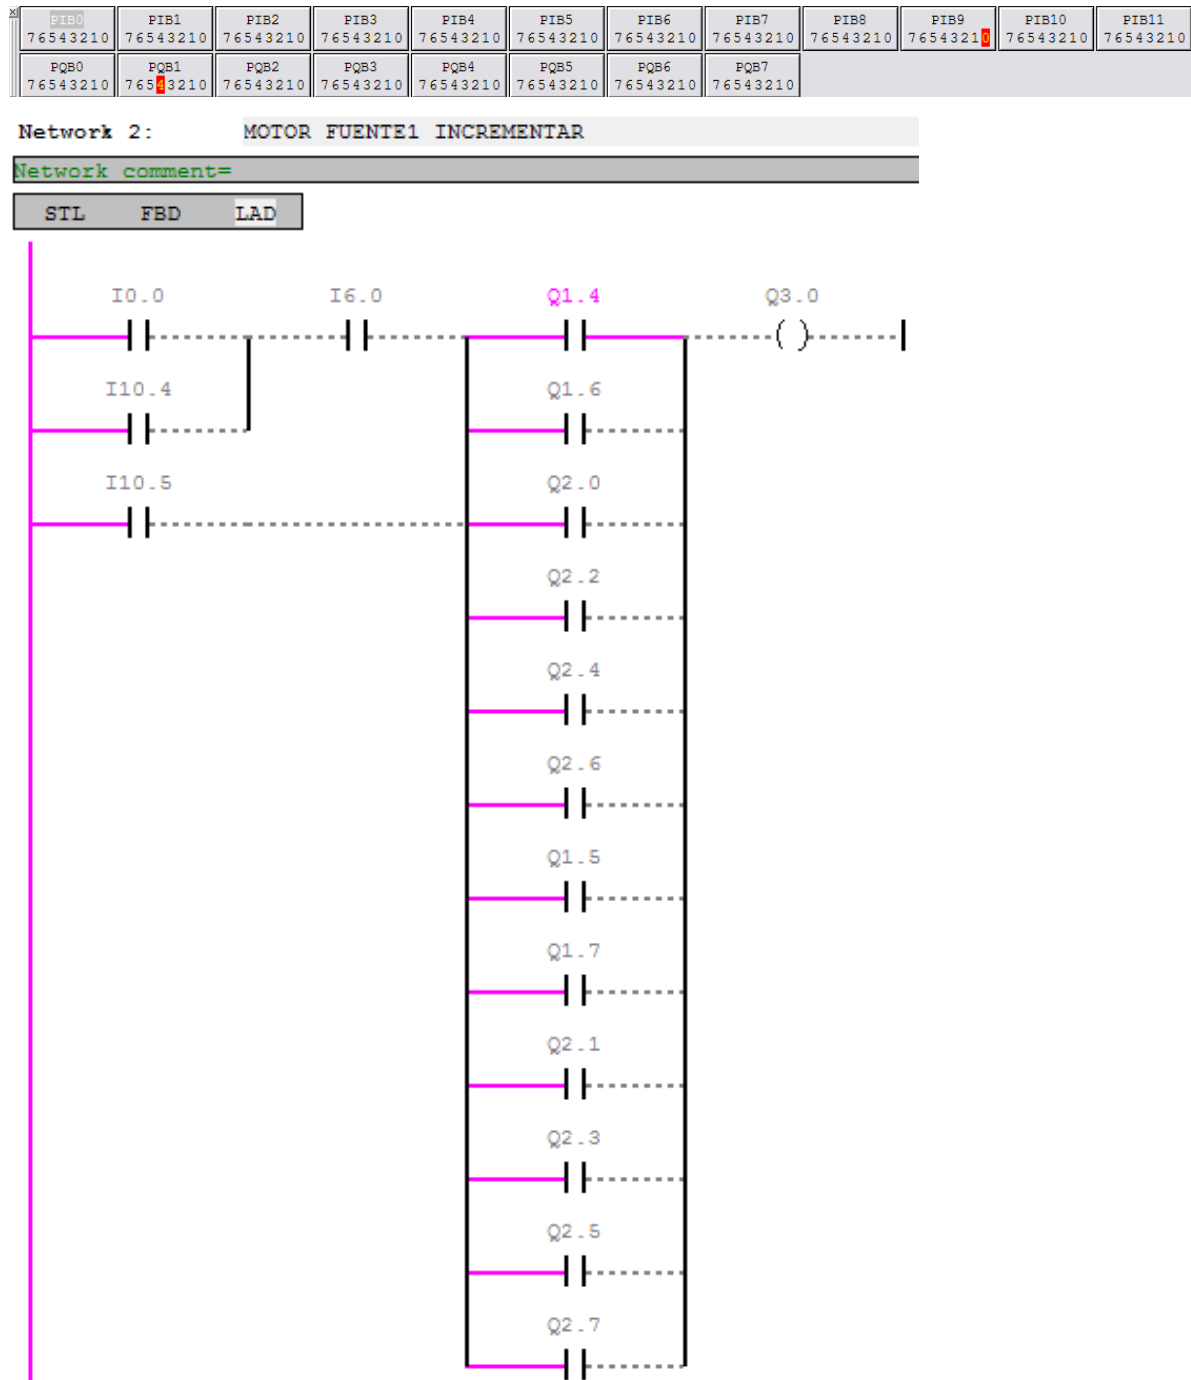 PIB0 PIB1 PIB2 PIB3 PIB4 PIB5 PIB6 PIB7 PIB8 PIB9 PIB10 PIB11
76543210 76543210 76543210 76543210 76543210 76543210 76543210 76543210 76543210 76543210 76543210 76543210
PQB0 PQB1 PQB2 PQB3 PQB4 PQB5 PQB6 PQB7
76543210 76543210 76543210 76543210 76543210 76543210 76543210 76543210
Network 2: MOTOR FUENTE1 INCREMENTAR
Network comment=
STL FBD LAD
I0.0 I6.0 Q1.4 Q3.0
I10.4 Q1.6
I10.5 Q2.0
Q2.2
Q2.4
Q2.6
Q1.5
Q1.7
Q2.1
Q2.3
Q2.5
Q2.7